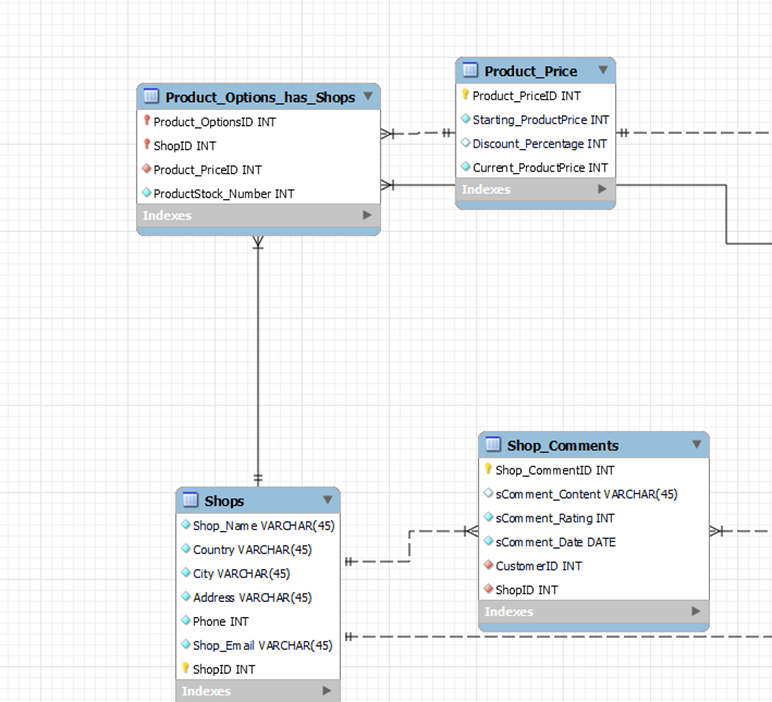 Product_Options_has_Shops
Product_OptionsID INT
ShopID INT
Product_PriceID INT
ProductStock_Number INT
Indexes
Product_Price
Product_PriceID INT
Starting_ProductPrice INT
Discount_Percentage INT
Current_ProductPrice INT
Indexes
Shop_Comments
Shop_CommentID INT
sComment_Content VARCHAR(45)
sComment_Rating INT
sComment_Date DATE
CustomerID INT
ShopID INT
Indexes
Shops
Shop_Name VARCHAR(45)
Country VARCHAR(45)
City VARCHAR(45)
Address VARCHAR(45)
Phone INT
Shop_Email VARCHAR(45)
ShopID INT
Indexes